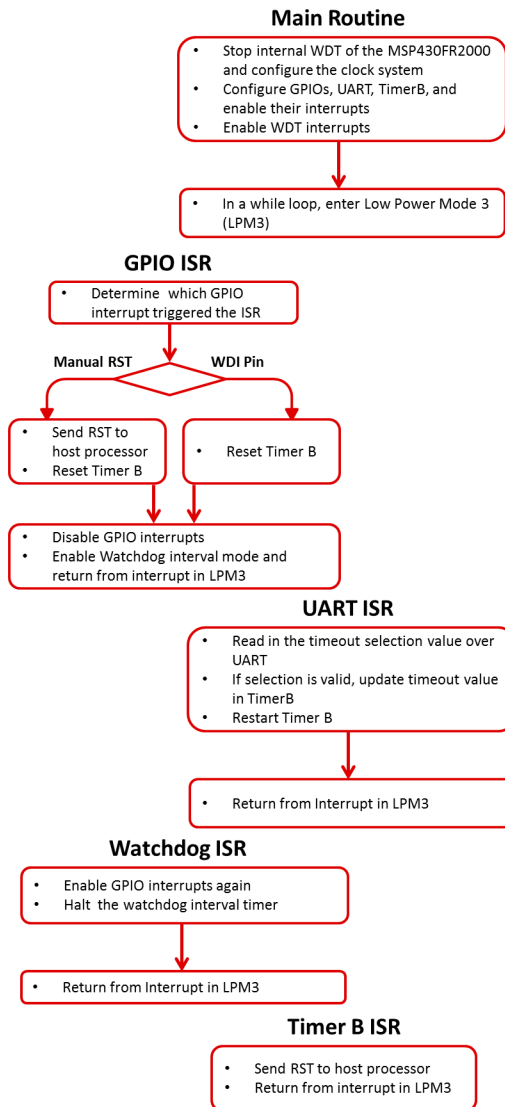 Main Routine
• Stop internal WDT of the MSP430FR2000
and configure the clock system
• Configure GPIOs, UART, TimerB, and
enable their interrupts
• Enable WDT interrupts
• In a while loop, enter Low Power Mode 3
(LPM3)
GPIO ISR
• Determine which GPIO
interrupt triggered the ISR
Manual RST
WDI Pin
• Send RST to
host processor
• Reset Timer B
• Reset Timer B
• Disable GPIO interrupts
• Enable Watchdog interval mode and
return from interrupt in LPM3
UART ISR
• Read in the timeout selection value over
UART
• If selection is valid, update timeout value
in TimerB
• Restart Timer B
• Return from Interrupt in LPM3
Watchdog ISR
• Enable GPIO interrupts again
• Halt the watchdog interval timer
• Return from Interrupt in LPM3
Timer B ISR
• Send RST to host processor
• Return from interrupt in LPM3